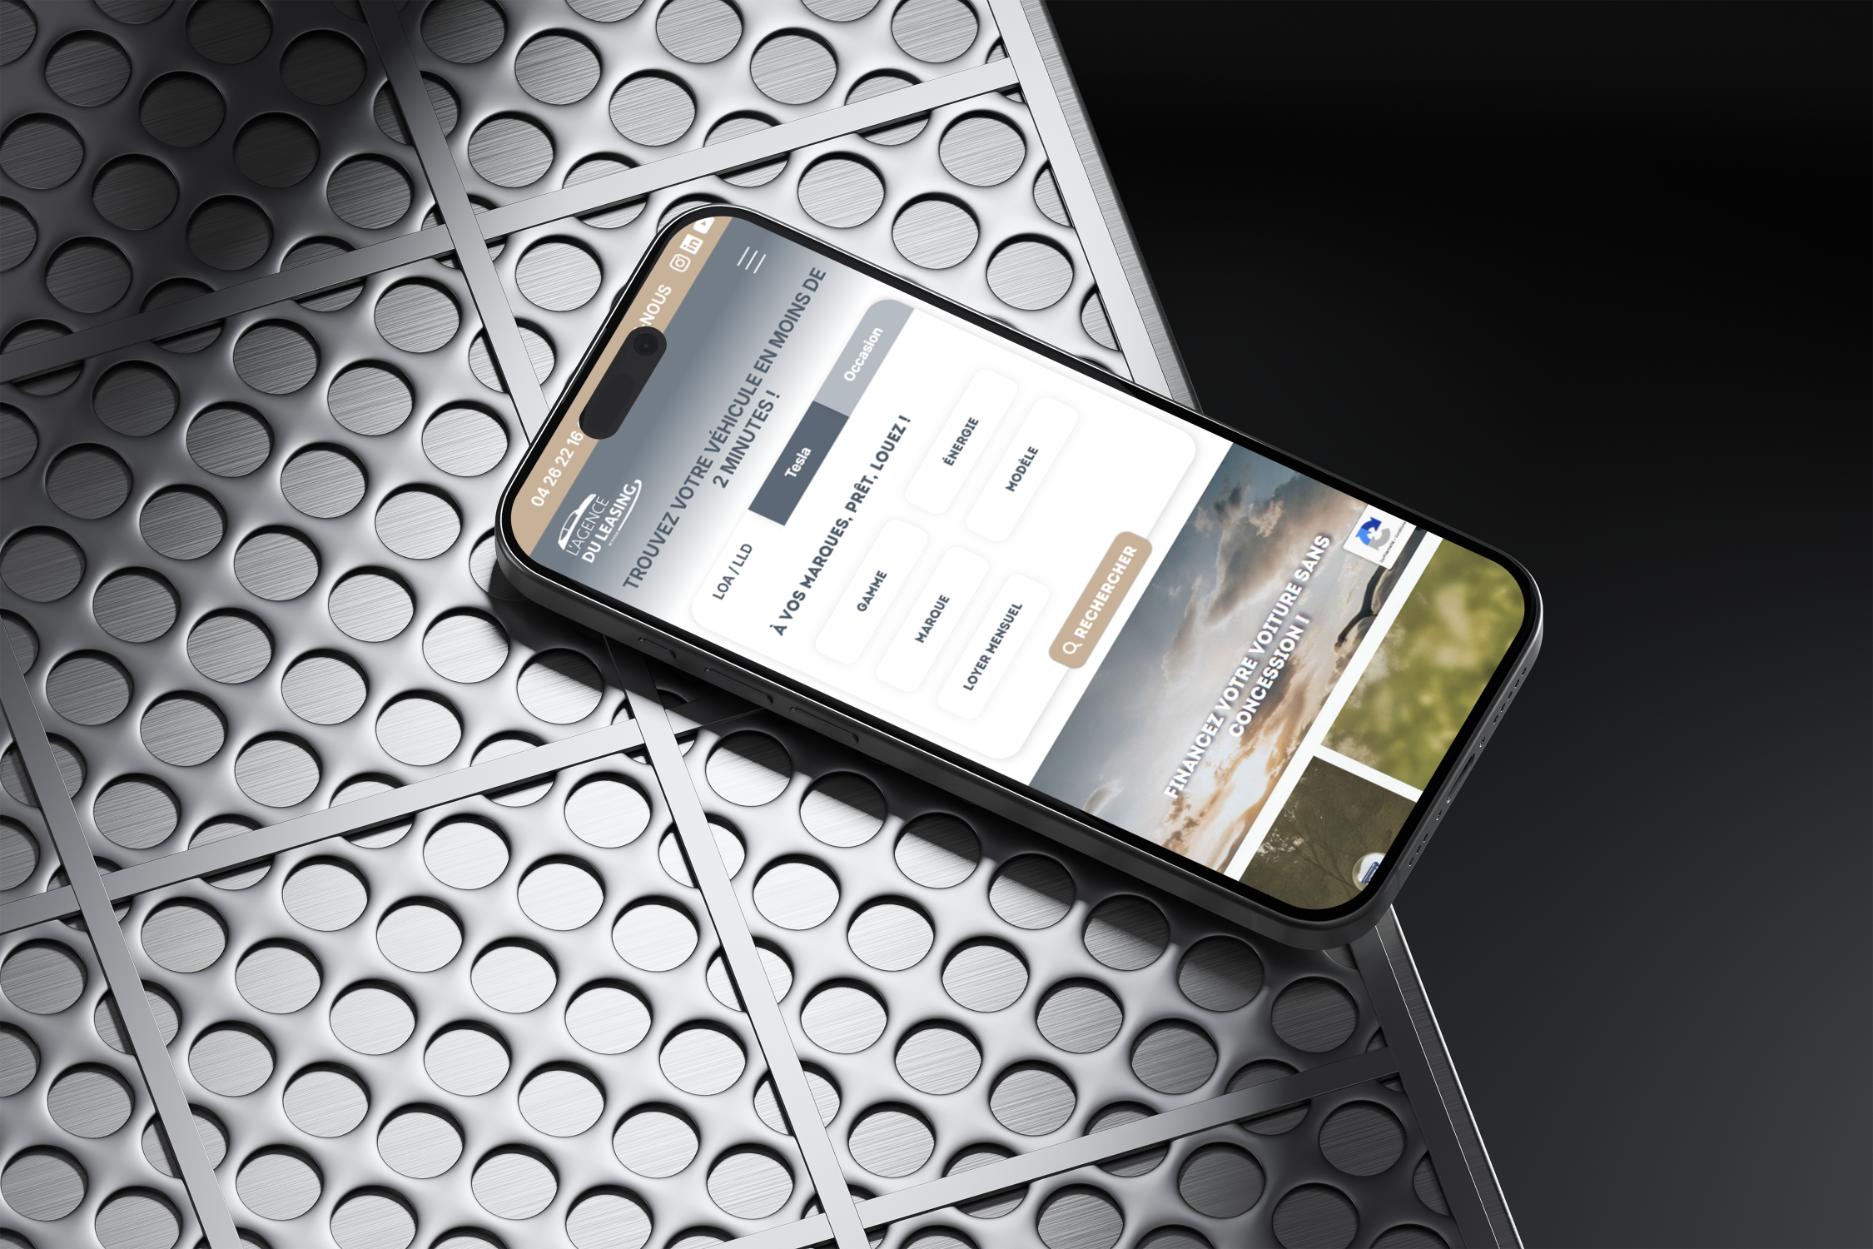 04 26 22 16
NOUS
L'AGENCE
DU LEASING
TROUVEZ VOTRE VÉHICULE EN MOINS DE
2 MINUTES !
LOA / LLD
Tesla
Occasion
À VOS MARQUES, PRÊT, LOUEZ !
GAMME
ÉNERGIE
MARQUE
MODÈLE
LOYER MENSUEL
RECHERCHER
FINANCEZ VOTRE VOITURE SANS
CONCESSION !